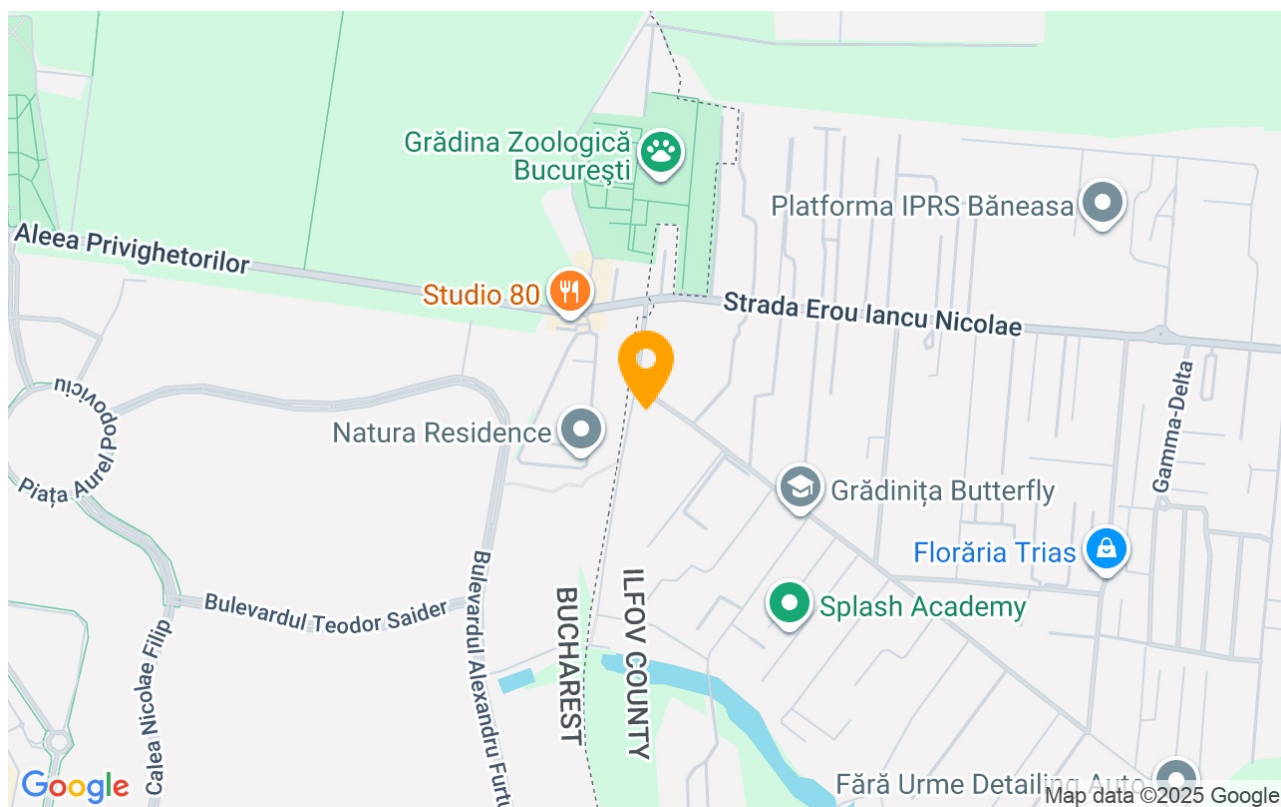 Grădina Zoologică
București
Platforma IPRS Băneasa
Aleea Privighetorilor
Studio 80
Strada Erou Iancu Nicolae
Piața Aurel Popoviciu
Natura Residence
Gamma-Delta
Grădinița Butterfly
Florăria Trias
Bulevardul Teodor Saider
Splash Academy
Calea Nicolae Filip
Bulevardul Alexandru Furtu
BUCHAREST
ILFOV COUNTY
Fără Urme Detailing Auto
Google
Map data ©2025 Google